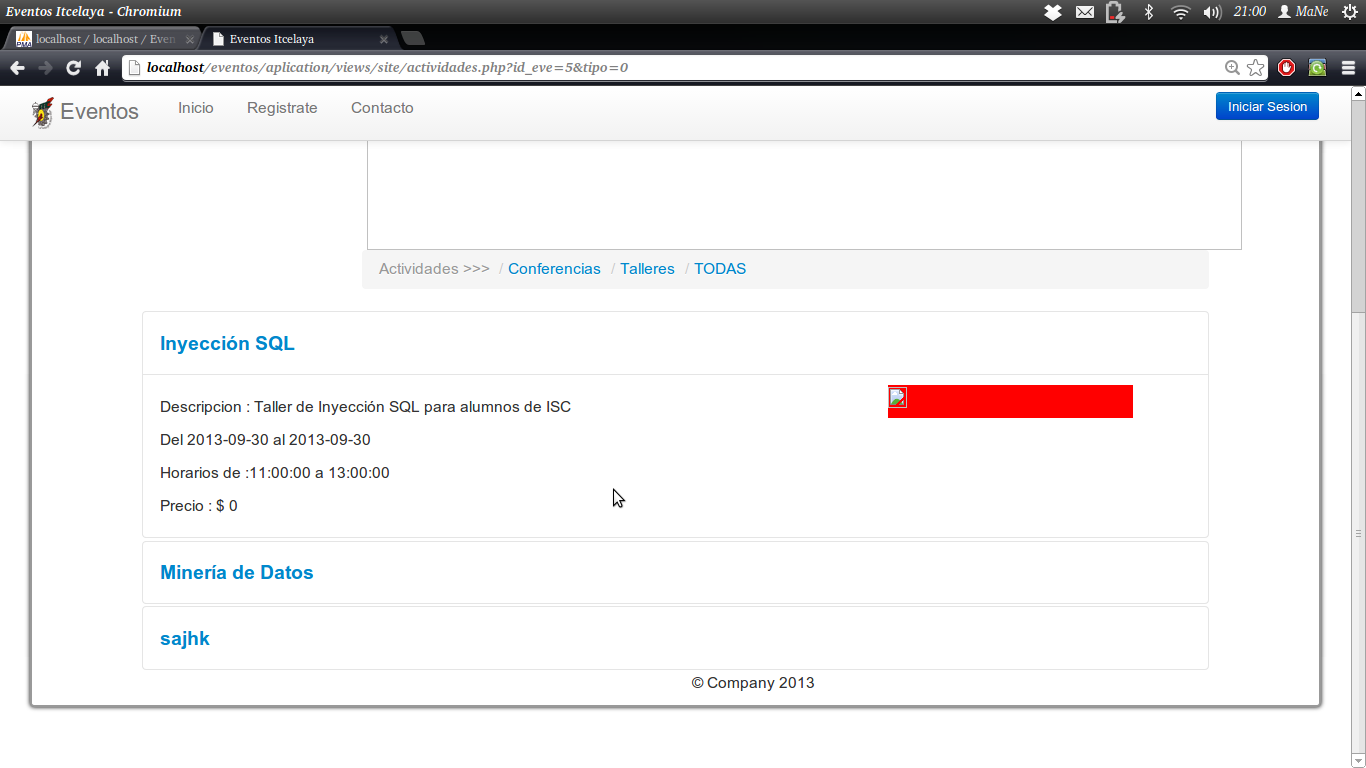 Eventos Itcelaya - Chromium
21:00 MaNe
localhost / localhost / Even
Eventos Itcelaya
localhost/eventos/aplication/views/site/actividades.php?id_eve=5&tipo=0
Eventos Inicio Registrate Contacto Iniciar Sesion
Actividades >>> / Conferencias / Talleres / TODAS
Inyección SQL
Descripcion : Taller de Inyección SQL para alumnos de ISC
Del 2013-09-30 al 2013-09-30
Horarios de :11:00:00 a 13:00:00
Precio : $ 0
Minería de Datos
sajhk
© Company 2013